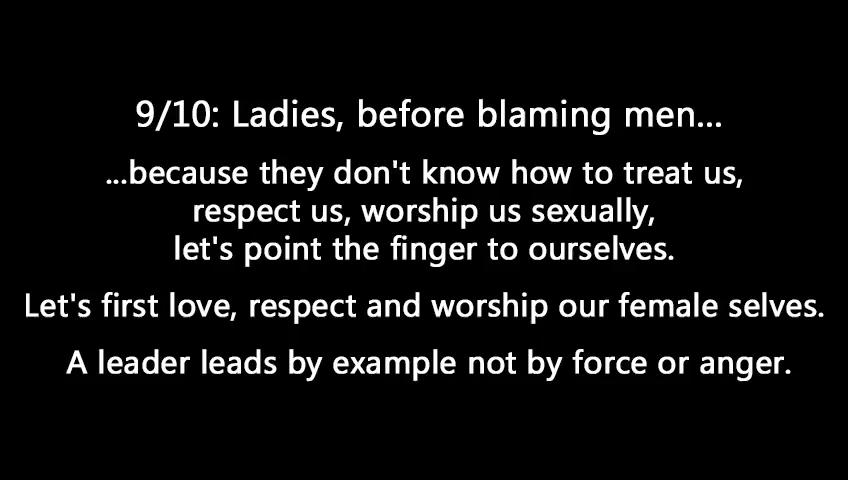 9/10: Ladies, before blaming men...
...because they don't know how to treat us,
respect us, worship us sexually,
let's point the finger to ourselves.
Let's first love, respect and worship our female selves.
A leader leads by example not by force or anger.